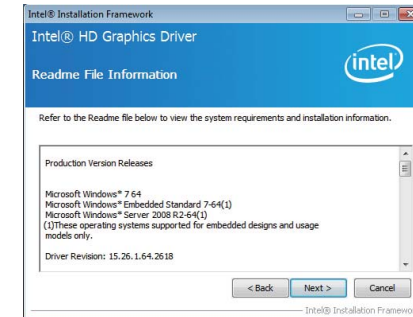 Intel® Installation Framework
Intel® HD Graphics Driver
intel
Readme File Information
Refer to the Readme file below to view the system requirements and installation information.
Production Version Releases
Microsoft Windows* 7 64
Microsoft Windows* Embedded Standard 7-64(1)
Microsoft Windows* Server 2008 R2-64(1)
(1)These operating systems supported for embedded designs and usage
models only.
Driver Revision: 15.26.1.64.2618
< Back Next > Cancel
Intel® Installation Framewo